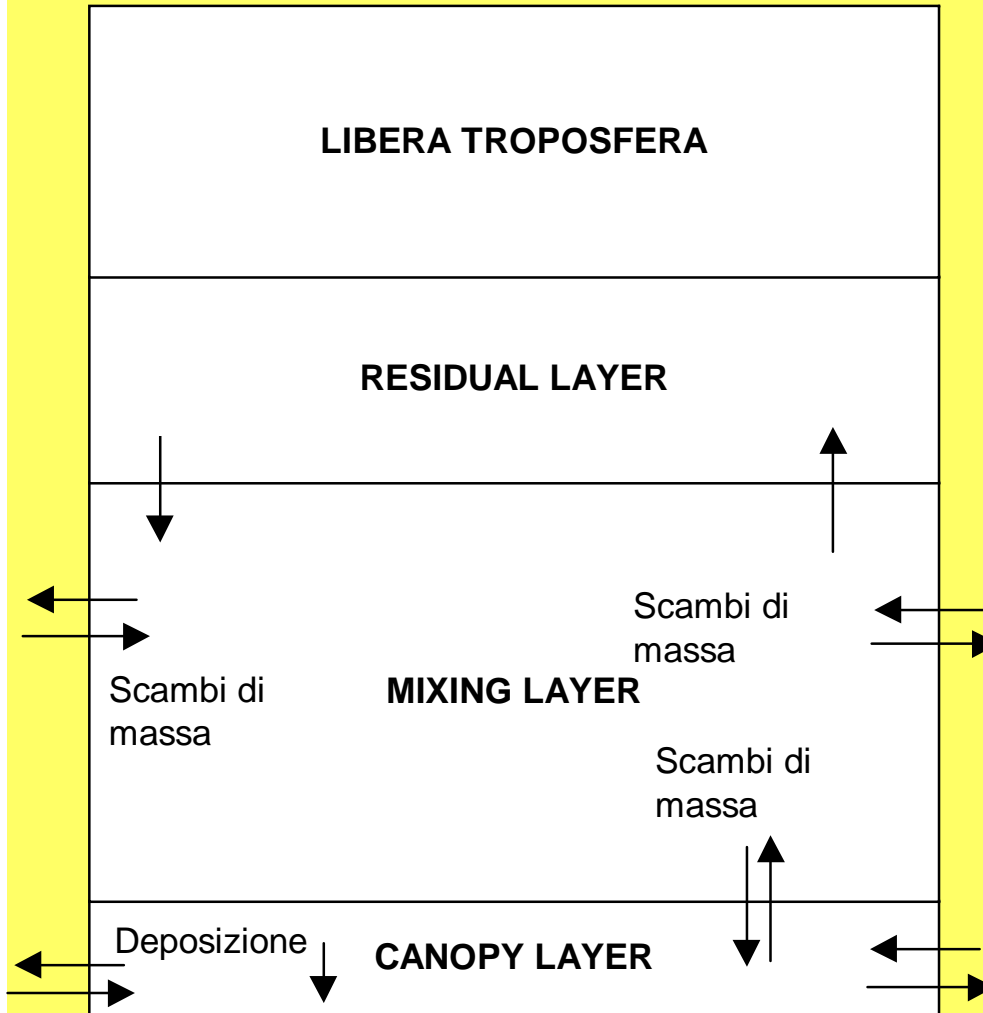 LIBERA TROPOSFERA
RESIDUAL LAYER
Scambi di
massa
Scambi di
massa
MIXING LAYER
Scambi di
massa
Deposizione
CANOPY LAYER